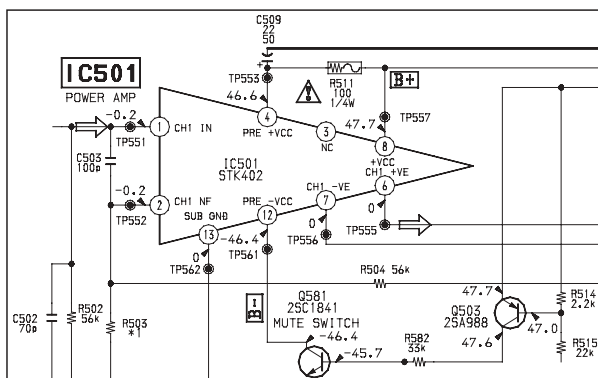 C509
22
50
IC501
POWER AMP
TP553
46.6
+
R511
100
1/4W
B+
TP557
47.7
-0.2
TP551
1
CH1 IN
4
PRE +VCC
3
NC
8
+VCC
C503
100p
IC501
STK402
CH1 +VE
6
-0.2
TP552
2
CH1 NF
SUB GND
13
PRE -VCC
12
CH1 -VE
7
0
TP555
0
TP556
0
TP562
-46.4
TP561
R504 56k
C502
70p
R502
56k
R503
*1
B-
Q581
2SC1841
MUTE SWITCH
-46.4
-45.7
R582
33k
47.7
Q503
2SA988
47.6
47.0
R514
2.2k
R515
22k